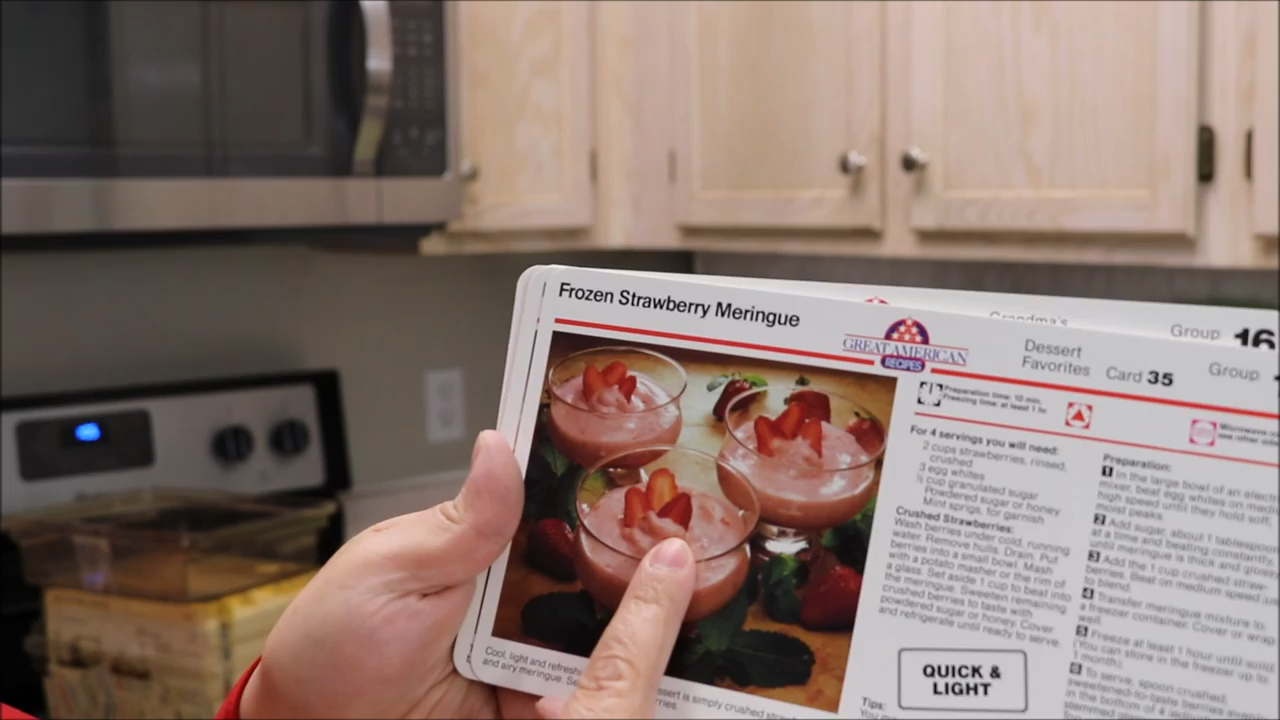 Grandma's
Group 16
Frozen Strawberry Meringue
GREAT AMERICAN
RECIPES
Dessert
Favorites
Card 35
Group
Preparation time: 10 min.
Freezing time: at least 1 hr.
For 4 servings you will need:
2 cups strawberries, rinsed,
crushed
3 egg whites
½ cup granulated sugar
Powdered sugar or honey
Mint sprigs, for garnish
Crushed Strawberries:
Wash berries under cold, running
water. Remove hulls. Drain. Put
berries into a small bowl. Mash
with a potato masher or the rim of
a glass. Set aside 1 cup to beat into
the meringue. Sweeten remaining
crushed berries to taste with
powdered sugar or honey. Cover
and refrigerate until ready to serve.
QUICK &
LIGHT
Tips:
Preparation:
1 In the large bowl of an
mixer, beat egg whites on
high speed until they hold soft,
moist peaks.
2 Add sugar, about 1
at a time and beating constantly,
until meringue is thick and
3 Add the 1 cup crushed
berries. Beat on medium speed
to blend.
4 Transfer meringue mixture to
a freezer container. Cover or wrap
well.
5 Freeze at least 1 hour until solid.
(You can store in the freezer up to
1 month).
6 To serve, spoon crushed,
sweetened-to-taste berries
in the bottom of 4
stemmed
Cool, light and
and airy meringue.
is simply crushed